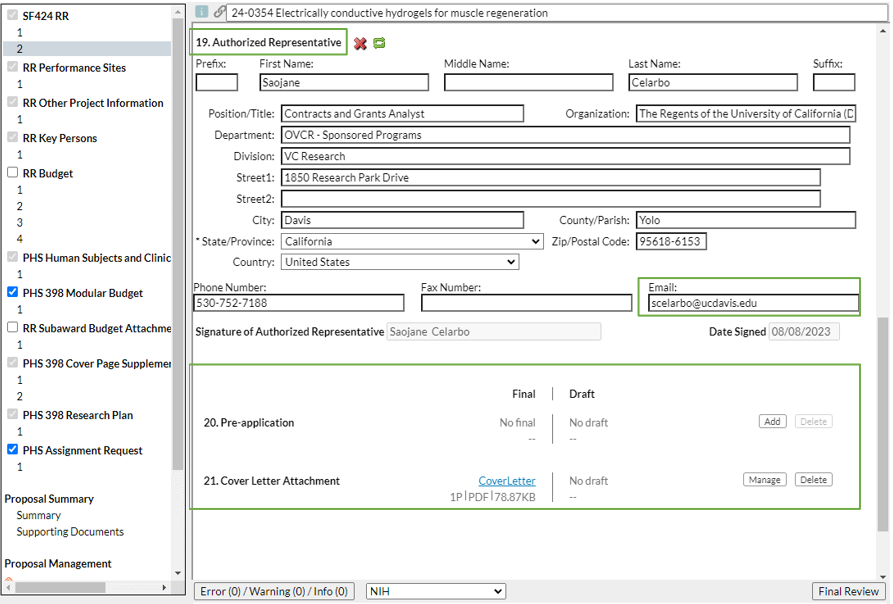 24-0354 Electrically conductive hydrogels for muscle regeneration
SF424 RR
1
2
RR Performance Sites
1
RR Other Project Information
1
RR Key Persons
1
RR Budget
1
2
3
4
PHS Human Subjects and Clinic
1
PHS 398 Modular Budget
1
RR Subaward Budget Attachme
1
PHS 398 Cover Page Supplemer
1
2
PHS 398 Research Plan
1
PHS Assignment Request
1
Proposal Summary
Summary
Supporting Documents
Proposal Management
19. Authorized Representative
Prefix: First Name: Middle Name: Last Name: Suffix:
Saojane Celarbo
Position/Title: Contracts and Grants Analyst Organization: The Regents of the University of California (D
Department: OVCR - Sponsored Programs
Division: VC Research
Street1: 1850 Research Park Drive
Street2:
City: Davis County/Parish: Yolo
* State/Province: California Zip/Postal Code: 95618-6153
Country: United States
Phone Number: Fax Number: Email:
530-752-7188 scelarbo@ucdavis.edu
Signature of Authorized Representative Saojane Celarbo Date Signed 08/08/2023
Final Draft
20. Pre-application No final No draft Add Delete
-- --
21. Cover Letter Attachment CoverLetter No draft Manage Delete
1P|PDF|78.87KB --
Error (0) / Warning (0) / Info (0) NIH Final Review